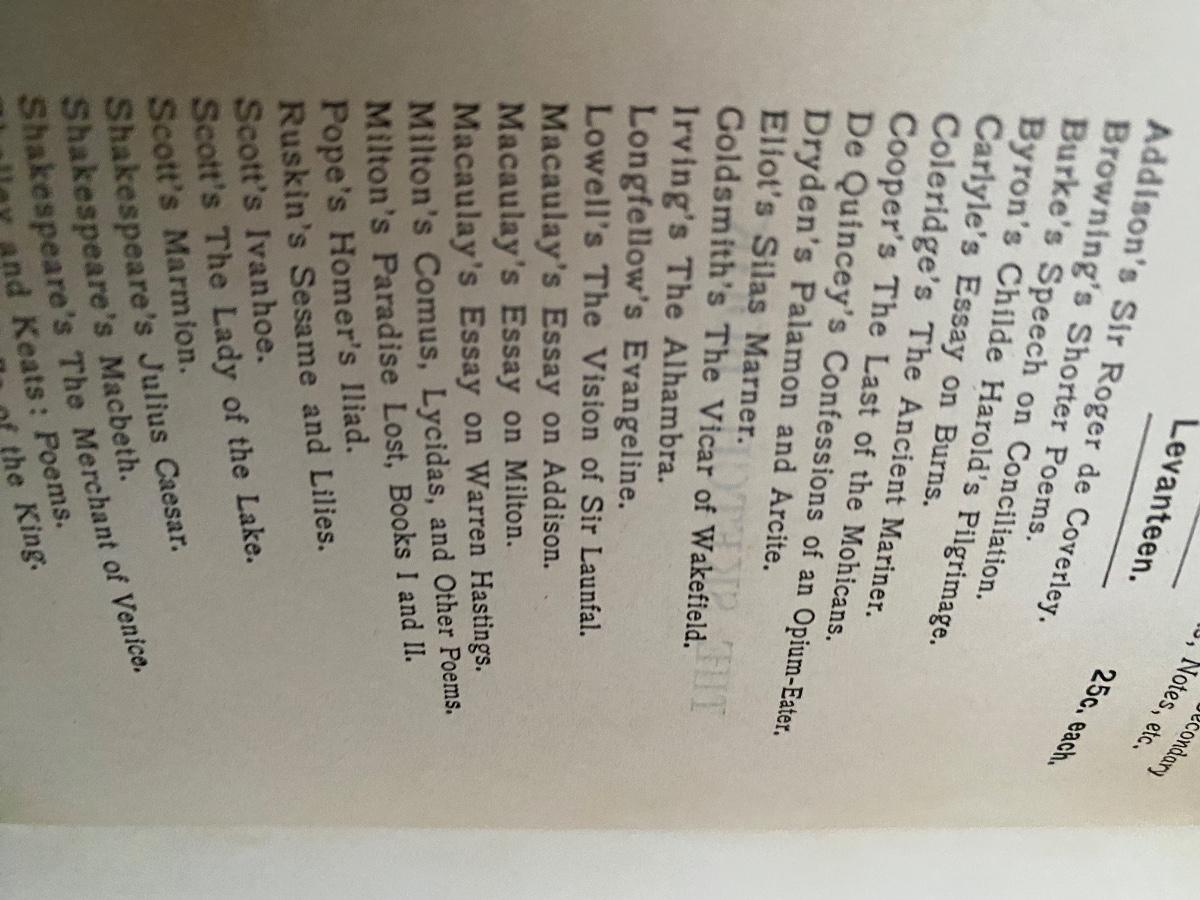 Secondary
Notes, etc.
Levanteen.
25c. each.
Addison's Sir Roger de Coverley.
Browning's Shorter Poems.
Burke's Speech on Conciliation.
Byron's Childe Harold's Pilgrimage.
Carlyle's Essay on Burns.
Coleridge's The Ancient Mariner.
Cooper's The Last of the Mohicans.
De Quincey's Confessions of an Opium-Eater.
Dryden's Palamon and Arcite.
Eliot's Silas Marner.
Goldsmith's The Vicar of Wakefield.
Irving's The Alhambra.
Longfellow's Evangeline.
Lowell's The Vision of Sir Launfal.
Macaulay's Essay on Addison.
Macaulay's Essay on Milton.
Macaulay's Essay on Warren Hastings.
Milton's Comus, Lycidas, and Other Poems.
Milton's Paradise Lost, Books I and II.
Pope's Homer's Iliad.
Ruskin's Sesame and Lilies.
Scott's Ivanhoe.
Scott's The Lady of the Lake.
Scott's Marmion.
Shakespeare's Julius Caesar.
Shakespeare's Macbeth.
Shakespeare's The Merchant of Venice.
Shelley and Keats: Poems.
of the King.